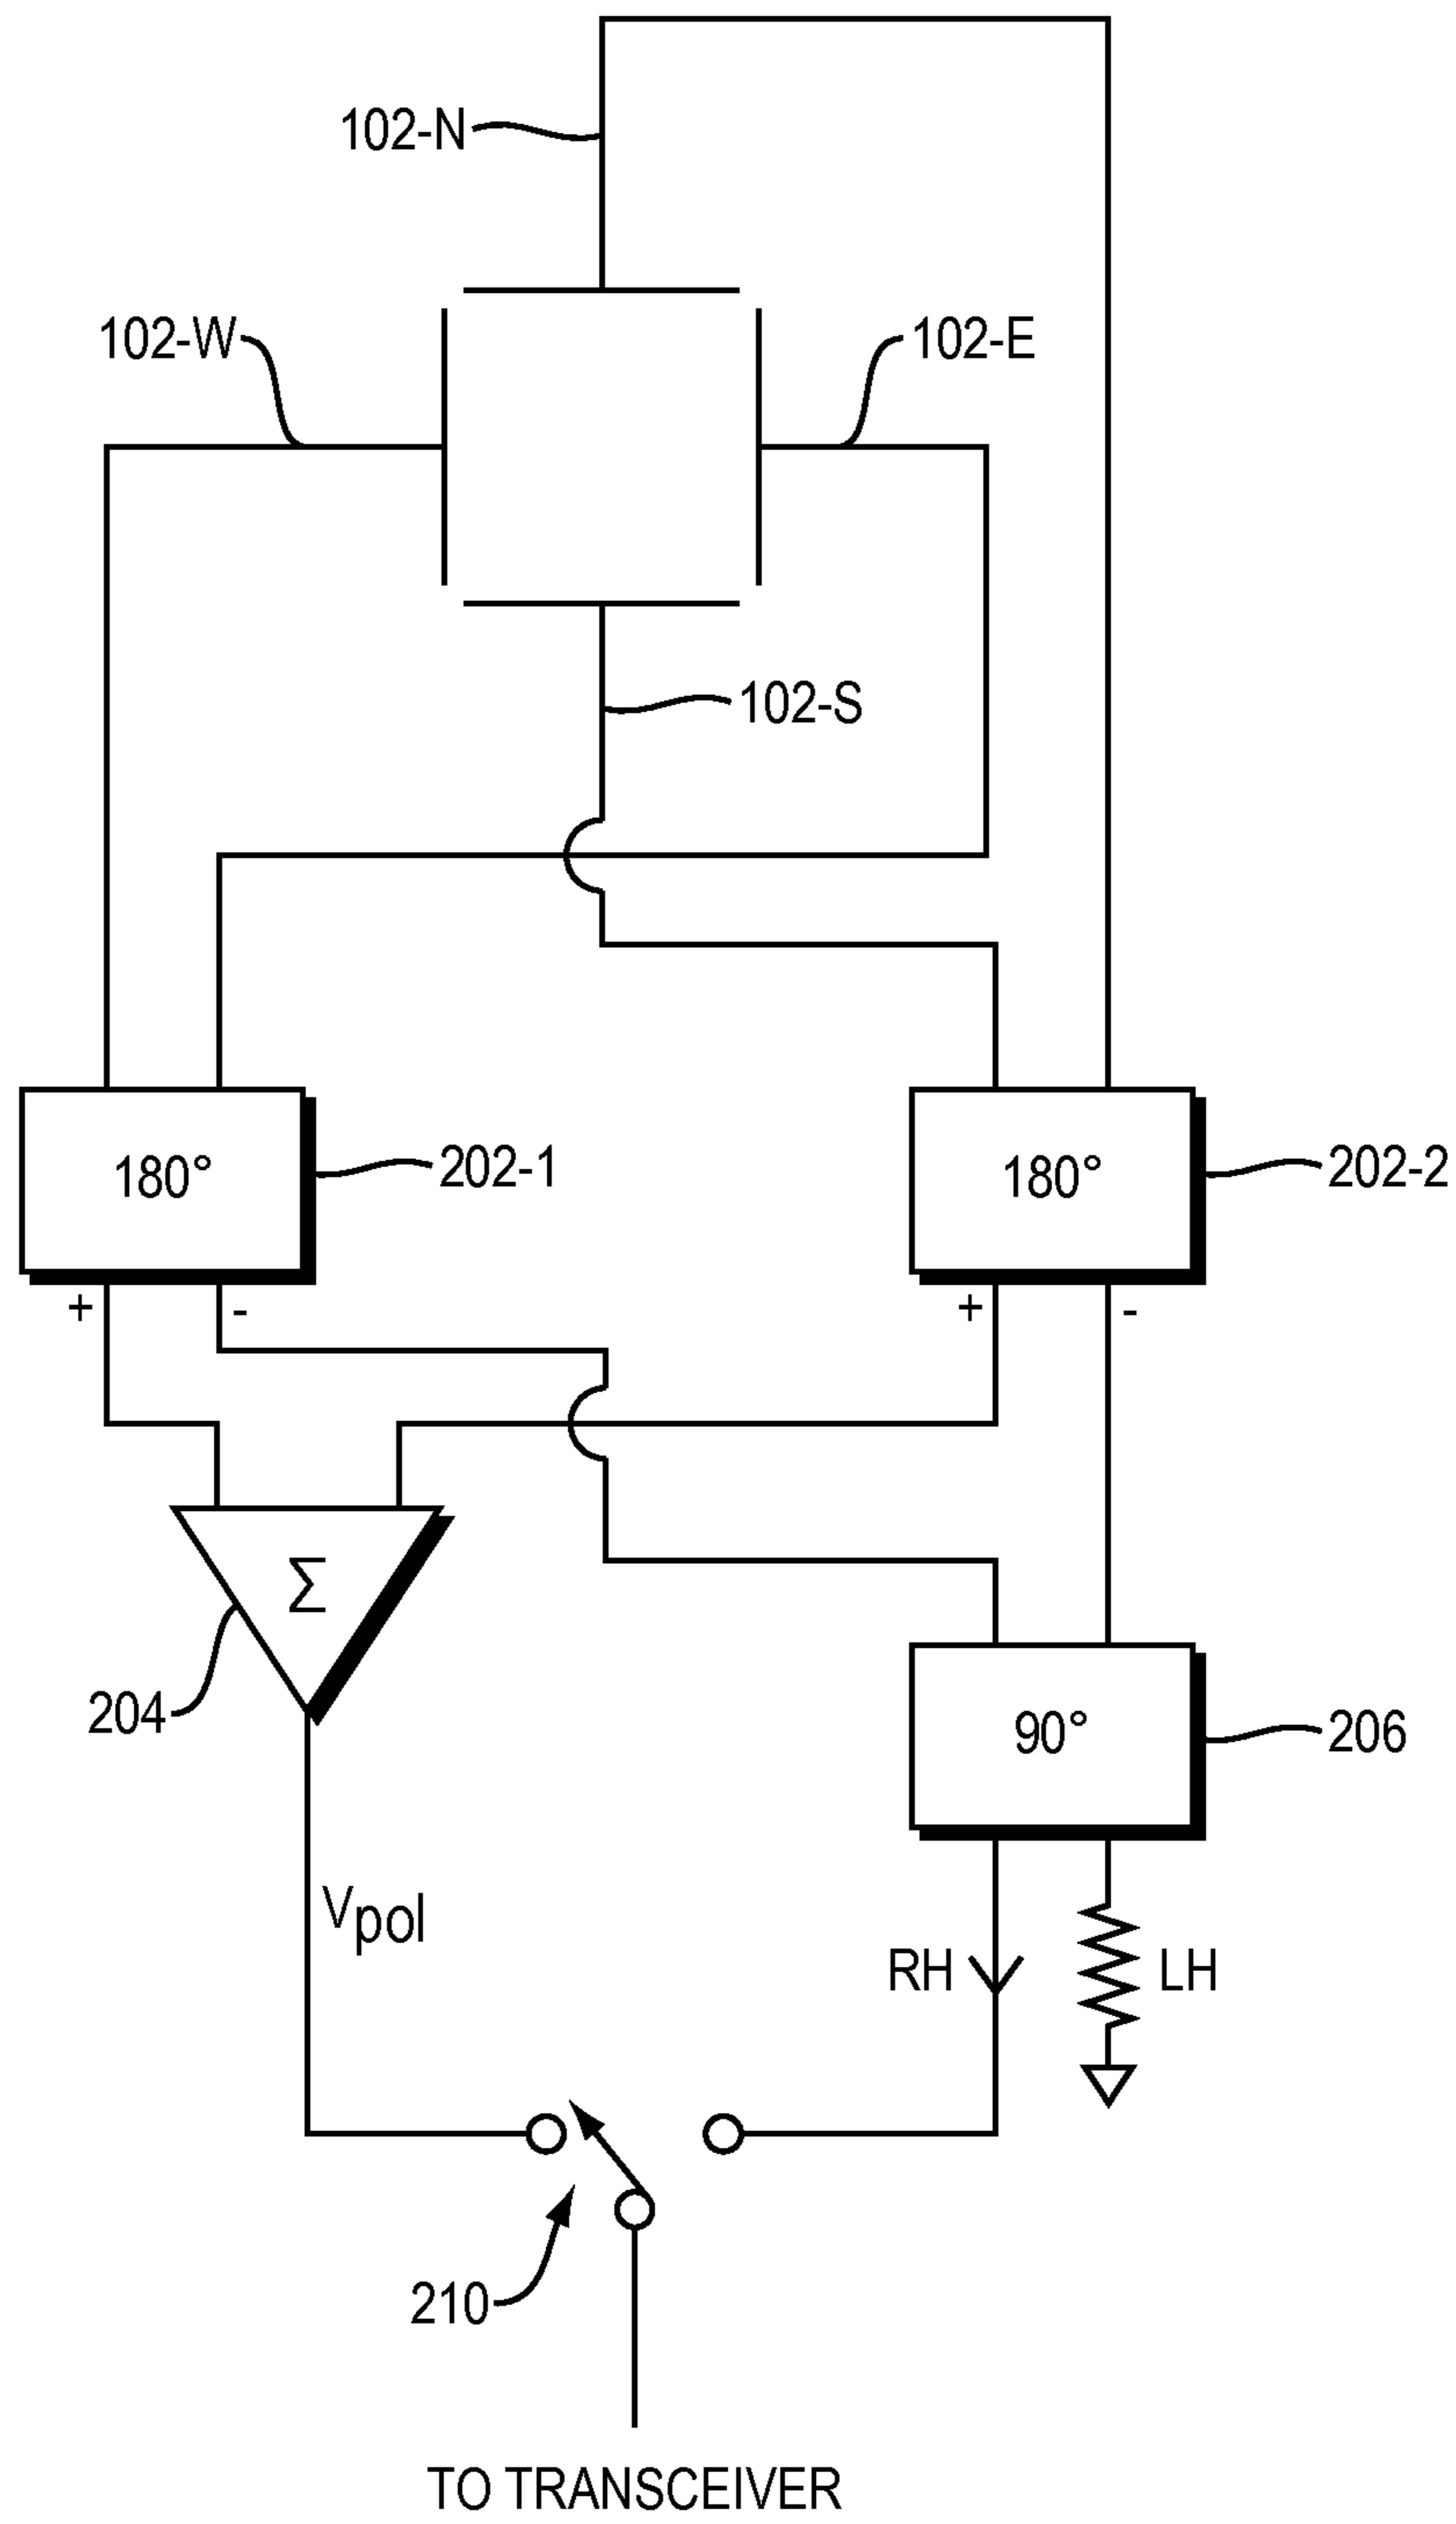 102-N
102-W
102-E
102-S
180°
202-1
180°
202-2
+
-
+
-
Σ
204
90°
206
Vpol
RH
LH
210
TO TRANSCEIVER